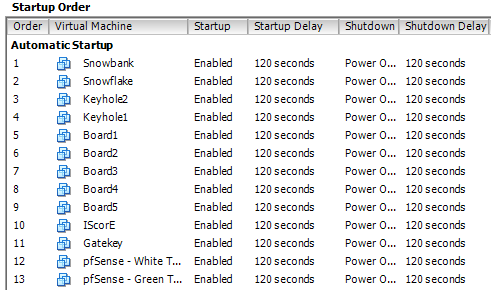 Startup Order
Order Virtual Machine Startup Startup Delay Shutdown Shutdown Delay
Automatic Startup
1 Snowbank Enabled 120 seconds Power O... 120 seconds
2 Snowflake Enabled 120 seconds Power O... 120 seconds
3 Keyhole2 Enabled 120 seconds Power O... 120 seconds
4 Keyhole1 Enabled 120 seconds Power O... 120 seconds
5 Board1 Enabled 120 seconds Power O... 120 seconds
6 Board2 Enabled 120 seconds Power O... 120 seconds
7 Board3 Enabled 120 seconds Power O... 120 seconds
8 Board4 Enabled 120 seconds Power O... 120 seconds
9 Board5 Enabled 120 seconds Power O... 120 seconds
10 IScorE Enabled 120 seconds Power O... 120 seconds
11 Gatekey Enabled 120 seconds Power O... 120 seconds
12 pfSense - White T... Enabled 120 seconds Power O... 120 seconds
13 pfSense - Green T... Enabled 120 seconds Power O... 120 seconds